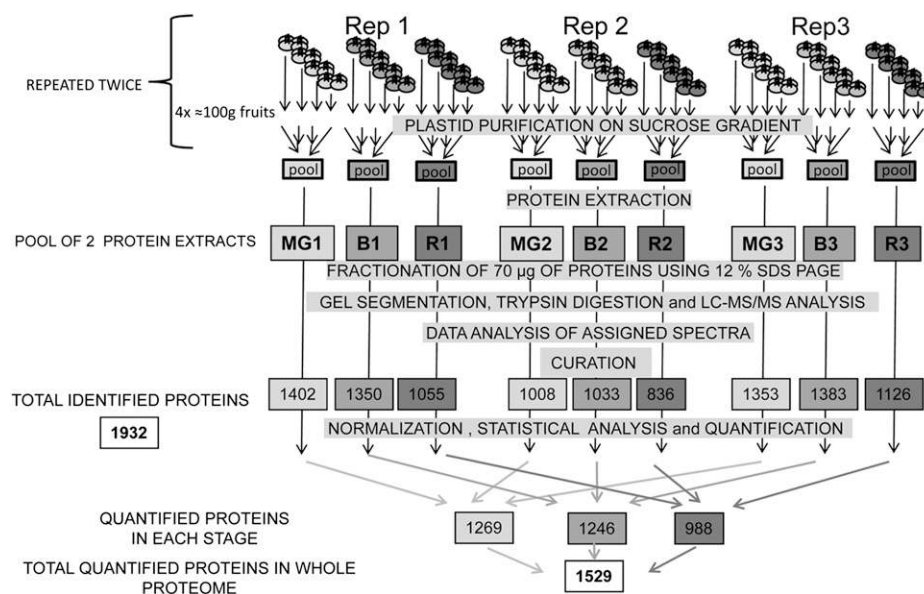 Rep 1 Rep 2 Rep3
REPEATED TWICE
4x ≈100g fruits
PLASTID PURIFICATION ON SUCROSE GRADIENT
pool pool pool pool pool pool pool pool pool
PROTEIN EXTRACTION
POOL OF 2 PROTEIN EXTRACTS MG1 B1 R1 MG2 B2 R2 MG3 B3 R3
FRACTIONATION OF 70 µg OF PROTEINS USING 12 % SDS PAGE
GEL SEGMENTATION, TRYPSIN DIGESTION and LC-MS/MS ANALYSIS
DATA ANALYSIS OF ASSIGNED SPECTRA
CURATION
TOTAL IDENTIFIED PROTEINS 1402 1350 1055 1008 1033 836 1353 1383 1126
1932
NORMALIZATION , STATISTICAL ANALYSIS and QUANTIFICATION
QUANTIFIED PROTEINS
IN EACH STAGE
1269 1246 988
TOTAL QUANTIFIED PROTEINS IN WHOLE
PROTEOME
1529